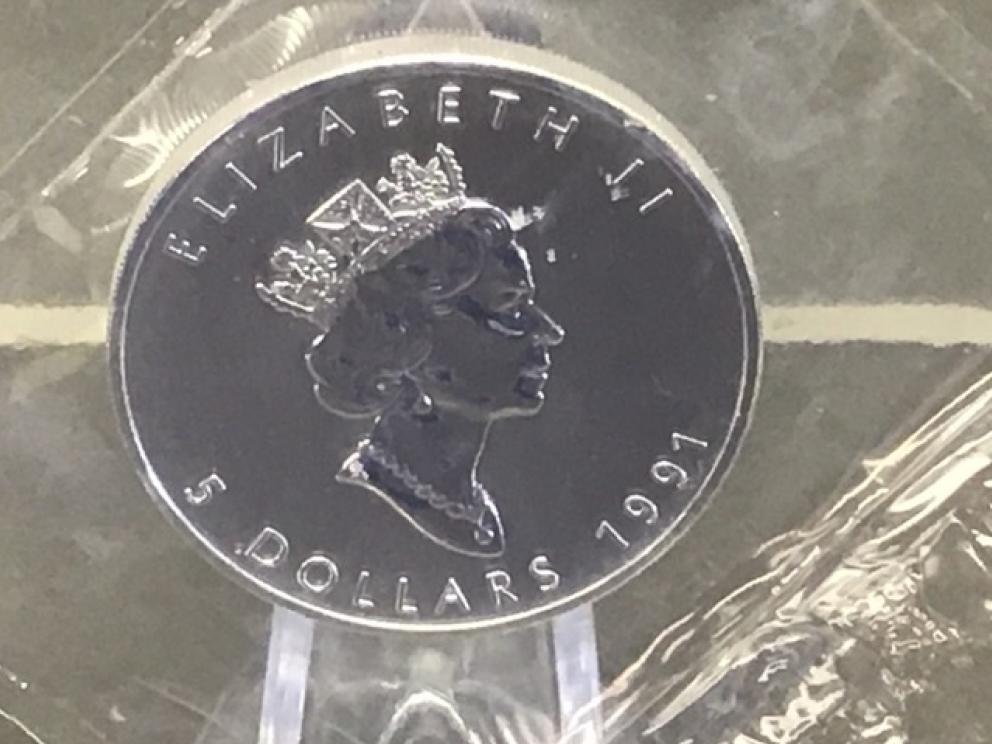 ELIZABETH II
5 DOLLARS 1991